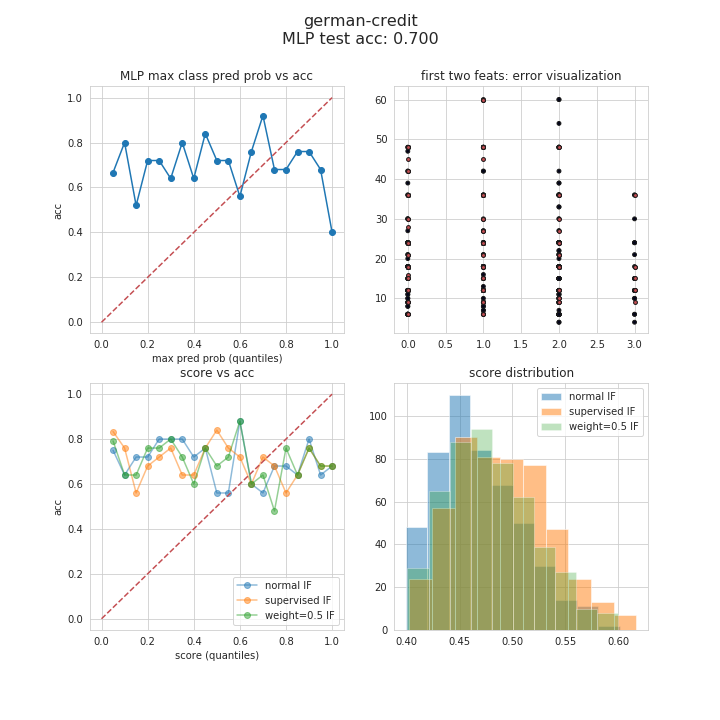 german-credit
MLP test acc: 0.700
MLP max class pred prob vs acc
1.0
0.8
0.6
0.4
0.2
0.0
acc
0.0 0.2 0.4 0.6 0.8 1.0
max pred prob (quantiles)
first two feats: error visualization
60
50
40
30
20
10
0.0 0.5 1.0 1.5 2.0 2.5 3.0
score vs acc
1.0
0.8
0.6
0.4
0.2
0.0
acc
normal IF
supervised IF
weight=0.5 IF
0.0 0.2 0.4 0.6 0.8 1.0
score (quantiles)
score distribution
normal IF
supervised IF
weight=0.5 IF
100
80
60
40
20
0
0.40 0.45 0.50 0.55 0.60